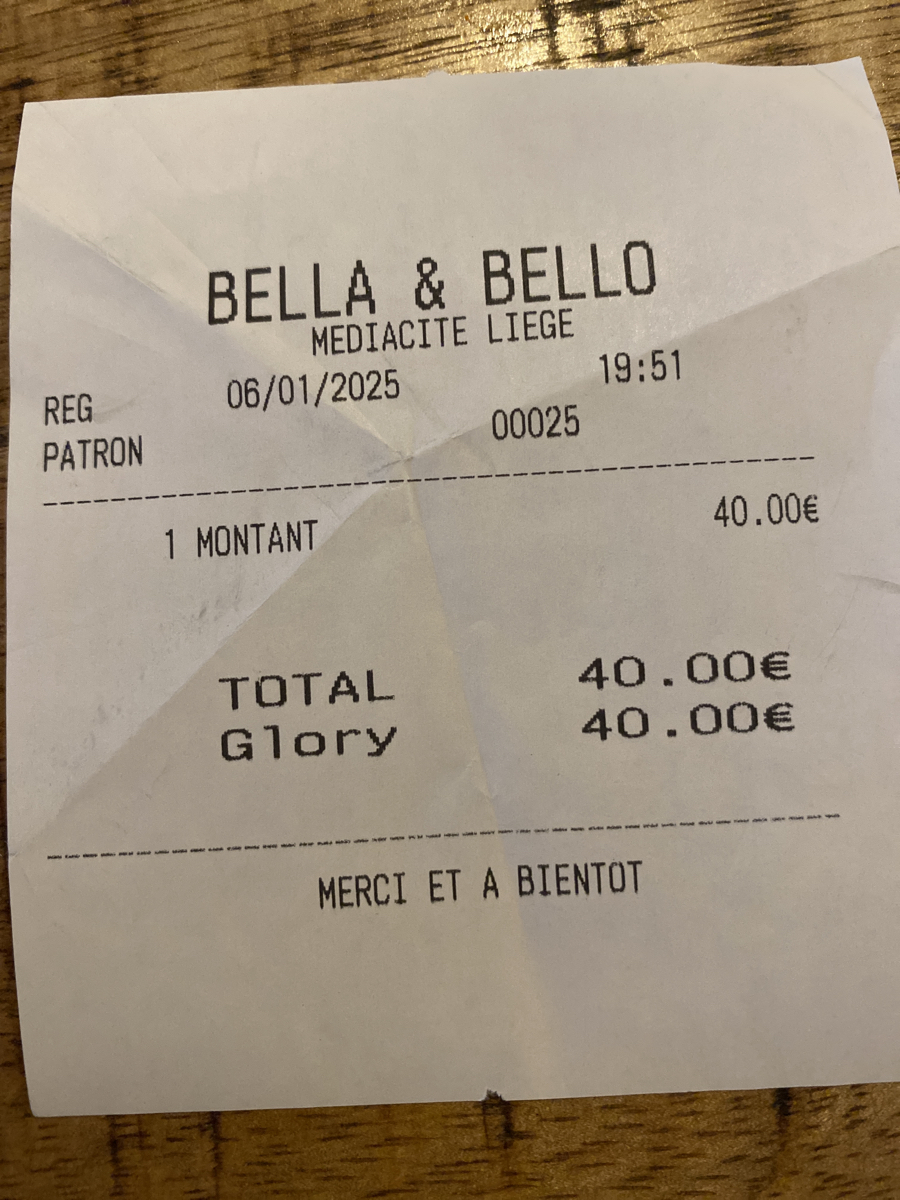 BELLA & BELLO
MEDIACITE LIEGE
REG 06/01/2025 19:51
PATRON 00025
1 MONTANT 40.00€
TOTAL 40.00€
Glory 40.00€
MERCI ET A BIENTOT